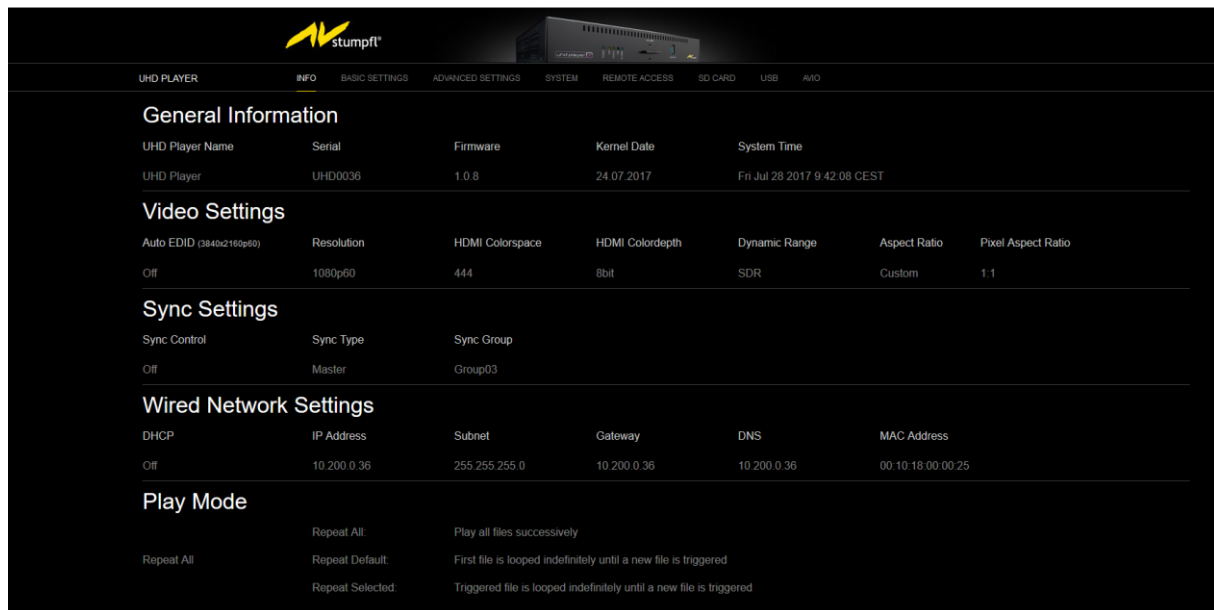 AV stumpfl®
UHD PLAYER INFO BASIC SETTINGS ADVANCED SETTINGS SYSTEM REMOTE ACCESS SD CARD USB AVIO
General Information
UHD Player Name Serial Firmware Kernel Date System Time
UHD Player UHD0036 1.0.8 24.07.2017 Fri Jul 28 2017 9:42:08 CEST
Video Settings
Auto EDID (3840x2160p60) Resolution HDMI Colorspace HDMI Colordepth Dynamic Range Aspect Ratio Pixel Aspect Ratio
Off 1080p60 444 8bit SDR Custom 1:1
Sync Settings
Sync Control Sync Type Sync Group
Off Master Group03
Wired Network Settings
DHCP IP Address Subnet Gateway DNS MAC Address
Off 10.200.0.36 255.255.255.0 10.200.0.36 10.200.0.36 00:10:18:00:00:25
Play Mode
Repeat All: Play all files successively
Repeat All Repeat Default: First file is looped indefinitely until a new file is triggered
Repeat Selected: Triggered file is looped indefinitely until a new file is triggered